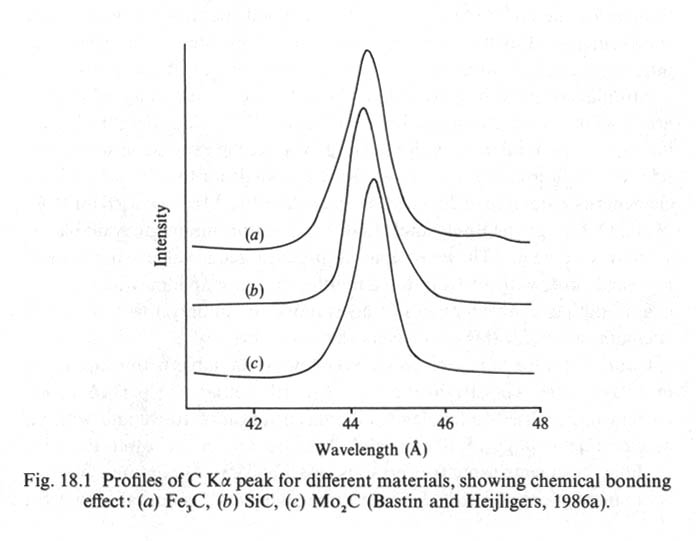 Intensity
(a)
(b)
(c)
42 44 46 48
Wavelength (Å)
Fig. 18.1 Profiles of C Kα peak for different materials, showing chemical bonding
effect: (a) Fe₃C, (b) SiC, (c) Mo₂C (Bastin and Heijligers, 1986a).